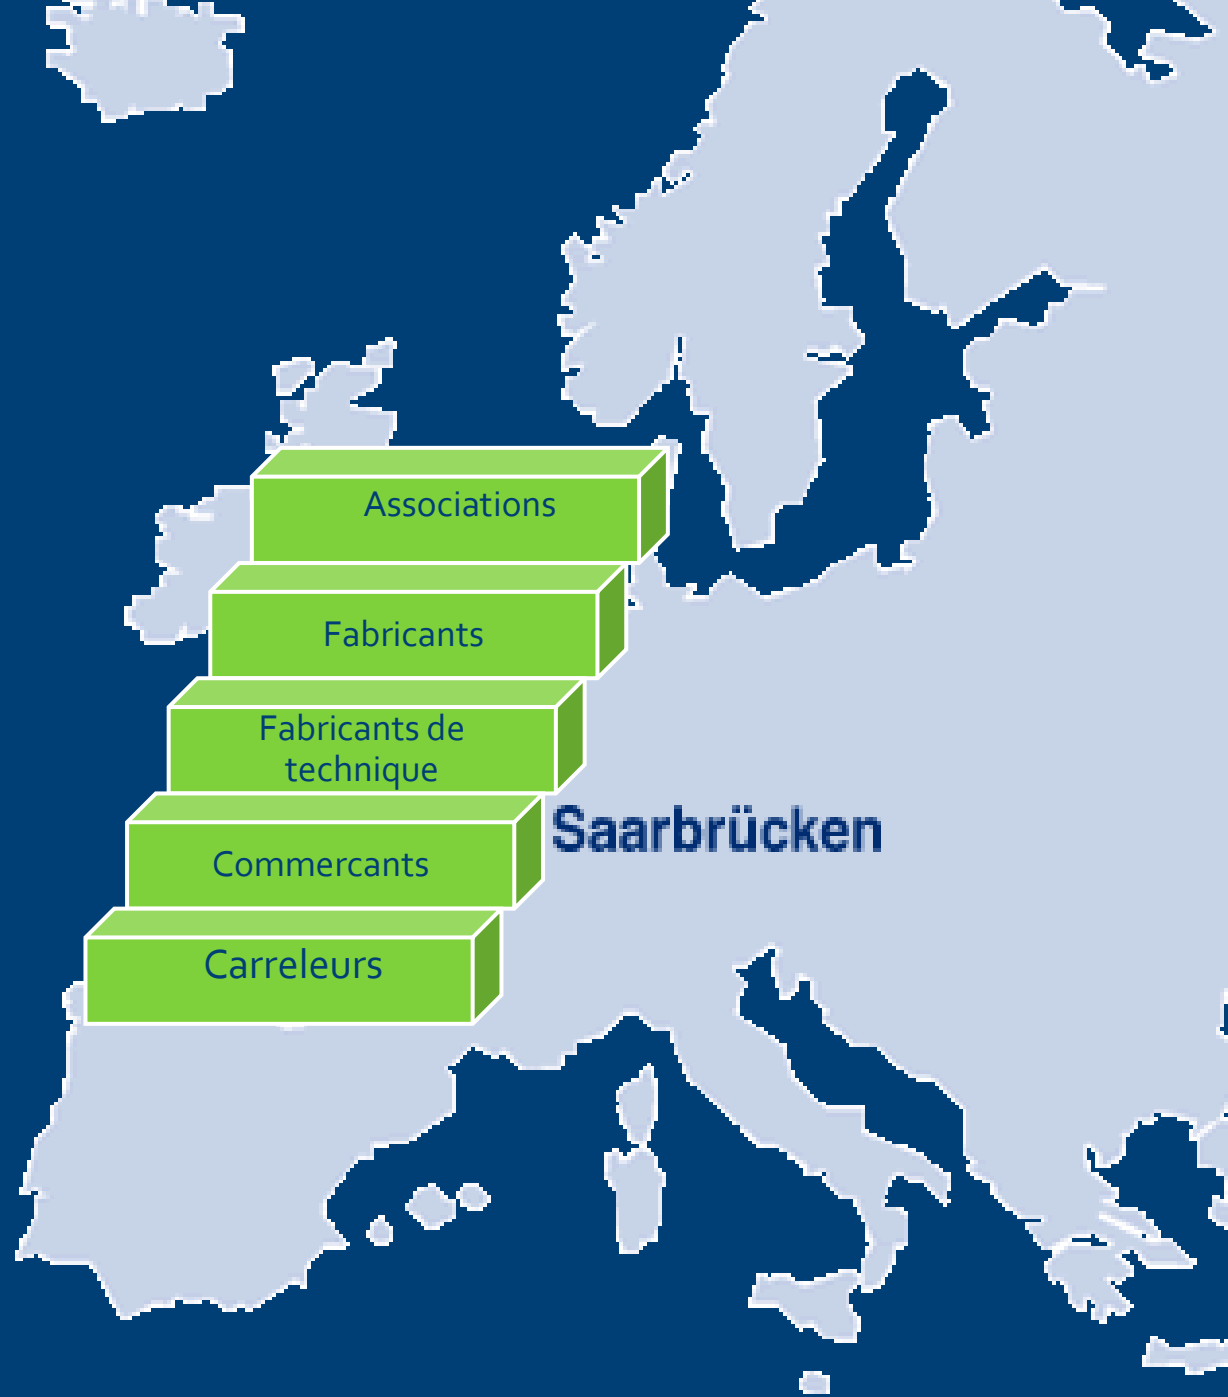 Associations
Fabricants
Fabricants de
technique
Commercants
Saarbrücken
Carreleurs